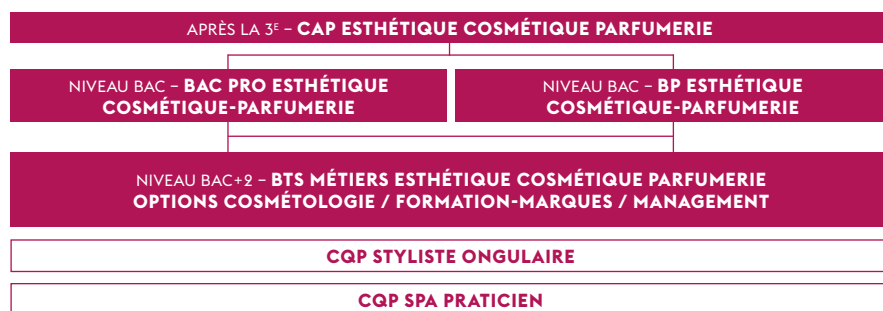 APRÈS LA 3E – CAP ESTHÉTIQUE COSMÉTIQUE PARFUMERIE
NIVEAU BAC – BAC PRO ESTHÉTIQUE
COSMÉTIQUE-PARFUMERIE
NIVEAU BAC – BP ESTHÉTIQUE
COSMÉTIQUE-PARFUMERIE
NIVEAU BAC+2 – BTS MÉTIERS ESTHÉTIQUE COSMÉTIQUE PARFUMERIE
OPTIONS COSMÉTOLOGIE / FORMATION-MARQUES / MANAGEMENT
CQP STYLISTE ONGULAIRE
CQP SPA PRATICIEN